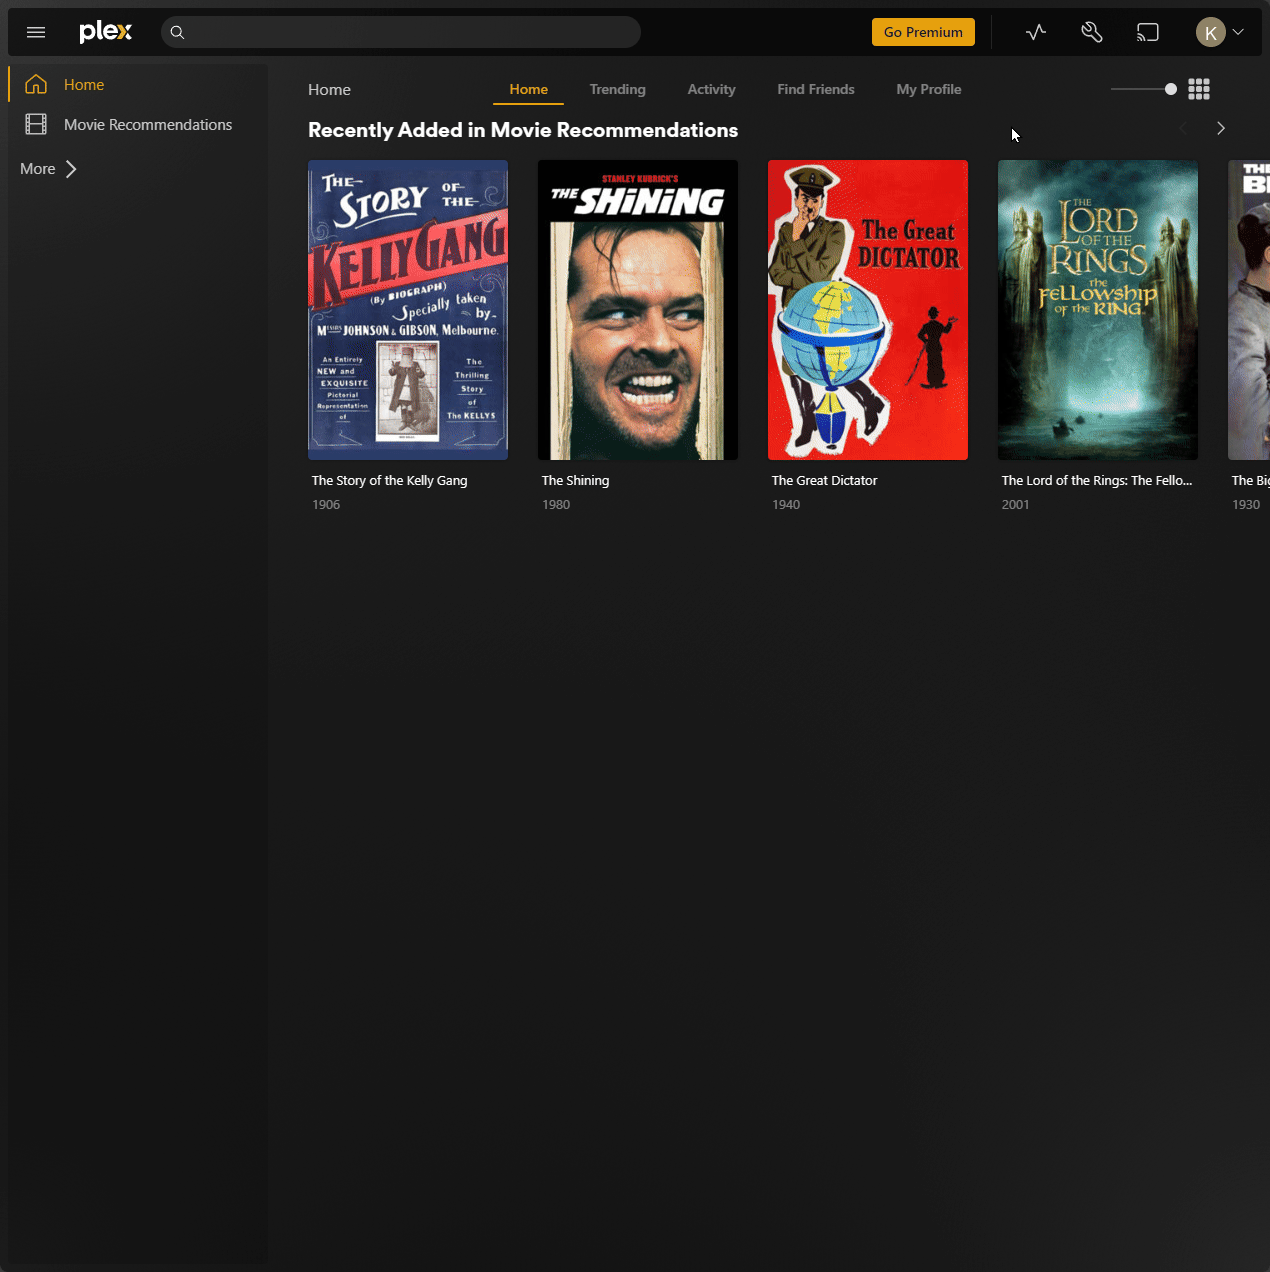 plex
Go Premium
K
Home
Movie Recommendations
More
Home
Home
Trending
Activity
Find Friends
My Profile
Recently Added in Movie Recommendations
THE
STORY OF THE
KELLY GANG
(By BIOGRAPH)
Specially taken
by
MESSRS JOHNSON & GIBSON, Melbourne.
An Entirely
NEW and
EXQUISITE
Pictorial
Representation
of
The
Thrilling
Story
of
The KELLYS
The Story of the Kelly Gang
1906
STANLEY KUBRICK'S
THE SHiNiNG
The Shining
1980
The Great
DICTATOR
The Great Dictator
1940
THE
LORD
OF THE
RINGS
THE
FELLOWSHIP
OF THE RING
The Lord of the Rings: The Fello...
2001
The Big
1930